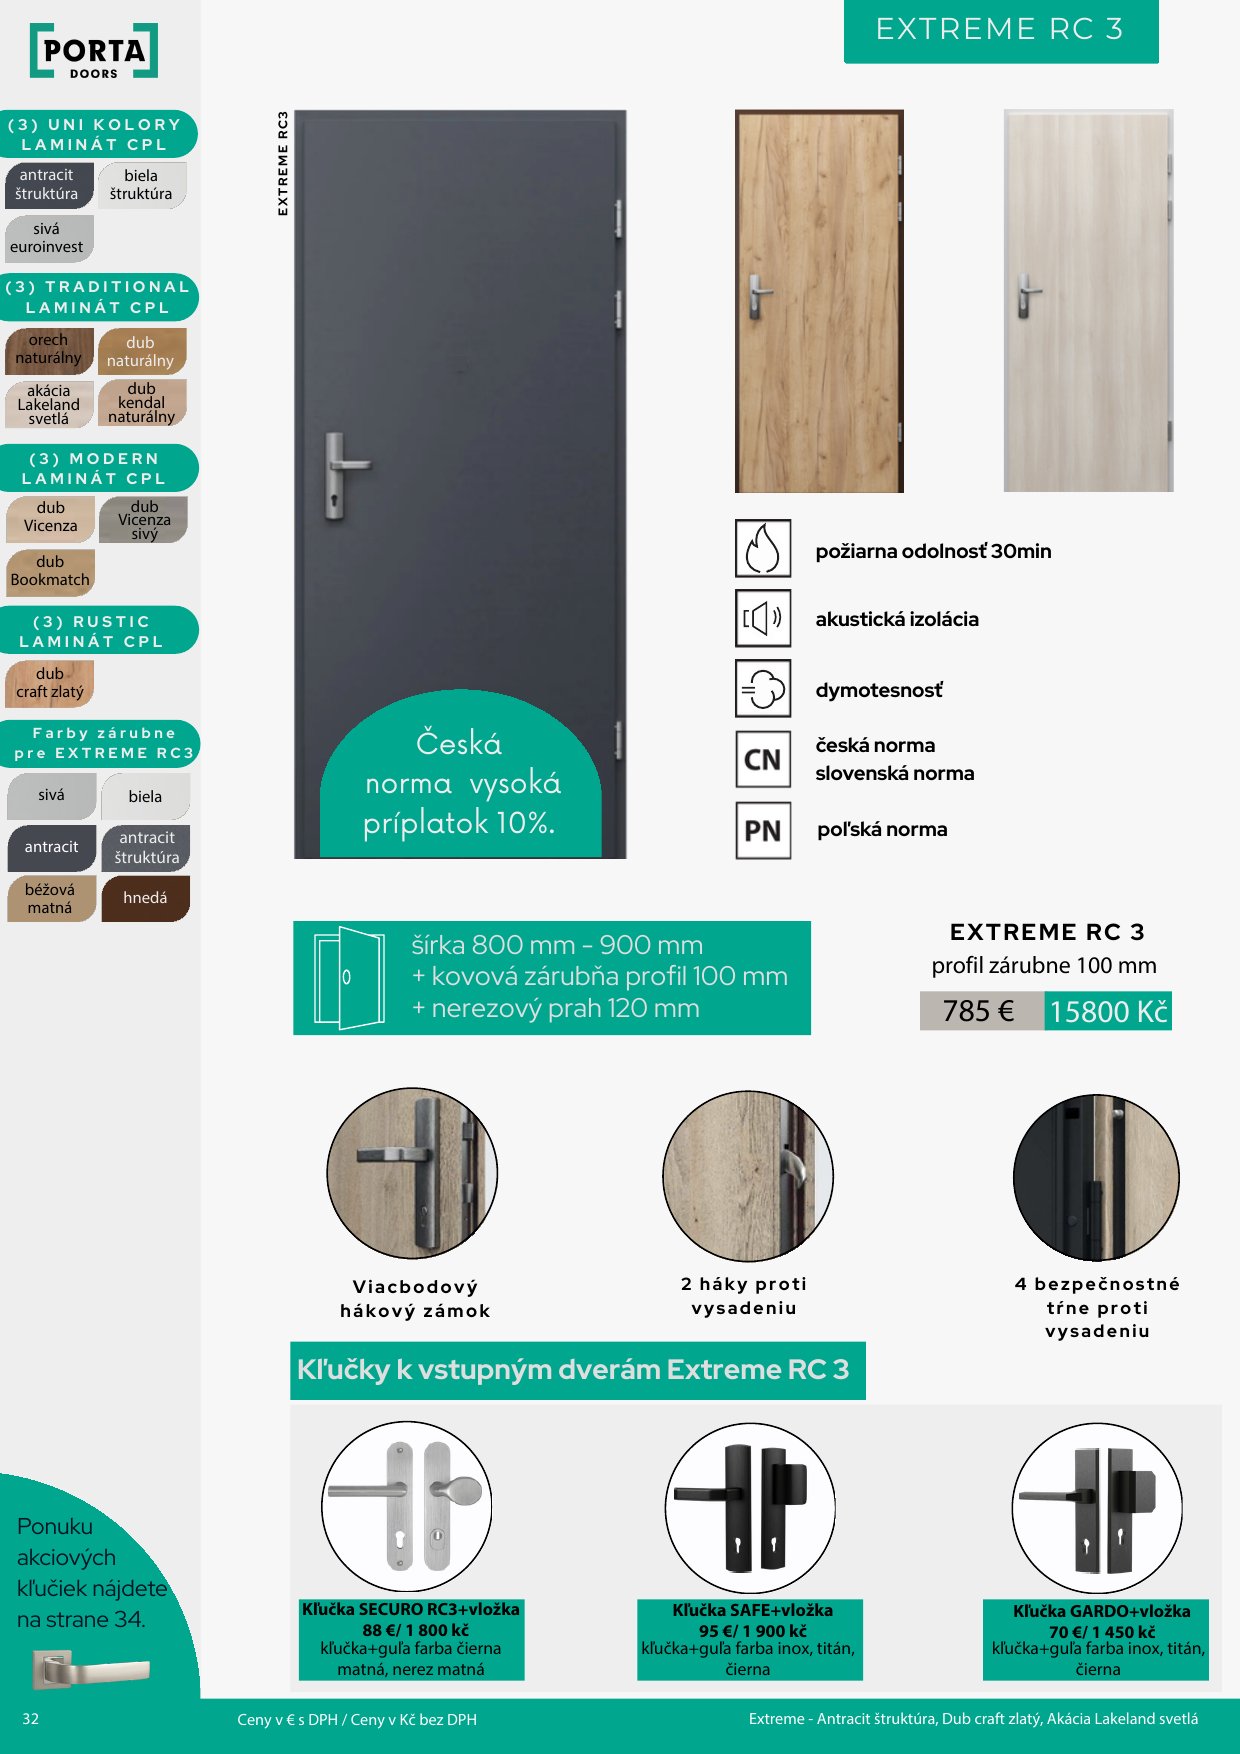 PORTA
DOORS
EXTREME RC 3
(3) UNI KOLORY
LAMINÁT CPL
antracit
štruktúra
biela
štruktúra
sivá
euroinvest
(3) TRADITIONAL
LAMINÁT CPL
orech
naturálny
dub
naturálny
akácia
Lakeland
svetlá
dub
kendal
naturálny
(3) MODERN
LAMINÁT CPL
dub
Vicenza
dub
Vicenza
sivý
dub
Bookmatch
(3) RUSTIC
LAMINÁT CPL
dub
craft zlatý
Farby zárubne
pre EXTREME RC3
sivá
biela
antracit
antracit
štruktúra
béžová
matná
hnedá
EXTREME RC3
Česká
norma vysoká
príplatok 10%.
požiarna odolnosť 30min
akustická izolácia
dymotesnosť
CN
česká norma
slovenská norma
PN
poľská norma
šírka 800 mm - 900 mm
+ kovová zárubňa profil 100 mm
+ nerezový prah 120 mm
EXTREME RC 3
profil zárubne 100 mm
785 €
15800 Kč
Viacbodový
hákový zámok
2 háky proti
vysadeniu
4 bezpečnostné
tŕne proti
vysadeniu
Kľučky k vstupným dverám Extreme RC 3
Kľučka SECURO RC3+vložka
88 €/ 1 800 kč
kľučka+guľa farba čierna
matná, nerez matná
Kľučka SAFE+vložka
95 €/ 1 900 kč
kľučka+guľa farba inox, titán,
čierna
Kľučka GARDO+vložka
70 €/ 1 450 kč
kľučka+guľa farba inox, titán,
čierna
Ponuku
akciových
kľučiek nájdete
na strane 34.
32
Ceny v € s DPH / Ceny v Kč bez DPH
Extreme - Antracit štruktúra, Dub craft zlatý, Akácia Lakeland svetlá